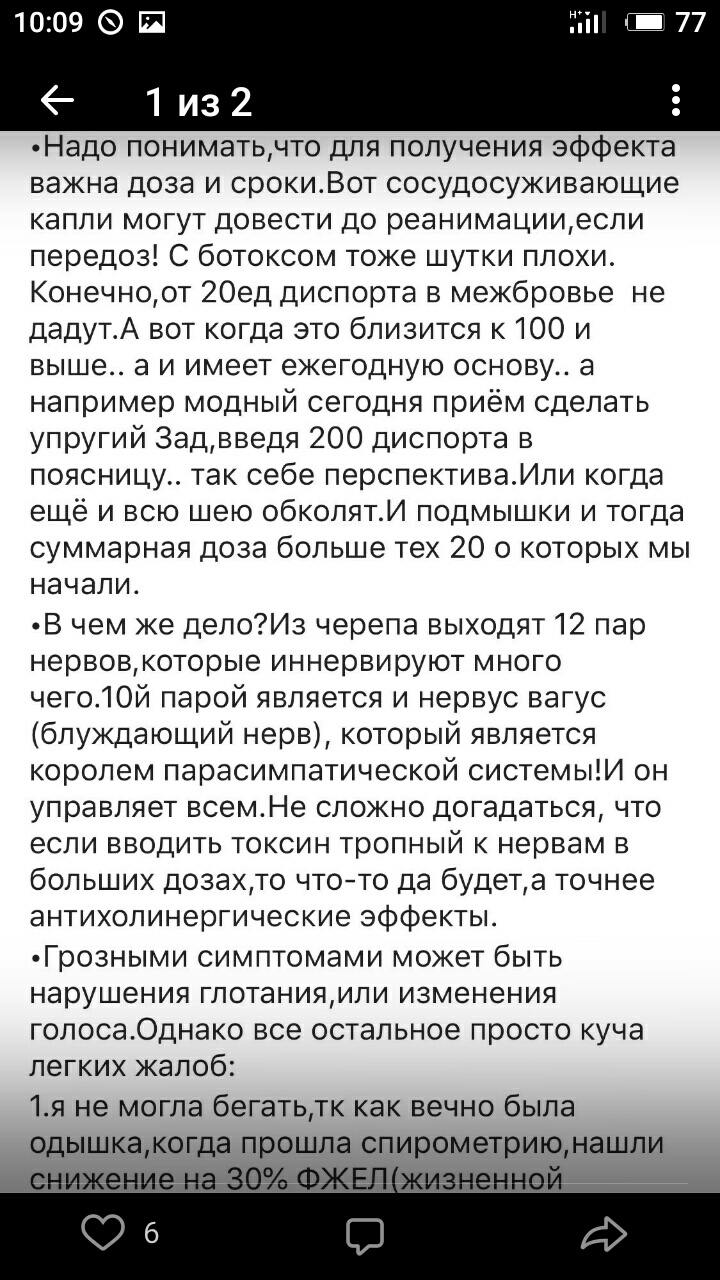 10:09 77
1 из 2
•Надо понимать,что для получения эффекта
важна доза и сроки.Вот сосудосуживающие
капли могут довести до реанимации,если
передоз! С ботоксом тоже шутки плохи.
Конечно,от 20ед диспорта в межбровье не
дадут.А вот когда это близится к 100 и
выше.. а и имеет ежегодную основу.. а
например модный сегодня приём сделать
упругий Зад,введя 200 диспорта в
поясницу.. так себе перспектива.Или когда
ещё и всю шею обколят.И подмышки и тогда
суммарная доза больше тех 20 о которых мы
начали.
•В чем же дело?Из черепа выходят 12 пар
нервов,которые иннервируют много
чего.10й парой является и нервус вагус
(блуждающий нерв), который является
королем парасимпатической системы!И он
управляет всем.Не сложно догадаться, что
если вводить токсин тропный к нервам в
больших дозах,то что-то да будет,а точнее
антихолинергические эффекты.
•Грозными симптомами может быть
нарушения глотания,или изменения
голоса.Однако все остальное просто куча
легких жалоб:
1.я не могла бегать,тк как вечно была
одышка,когда прошла спирометрию,нашли
снижение на 30% ФЖЕЛ(жизненной
6